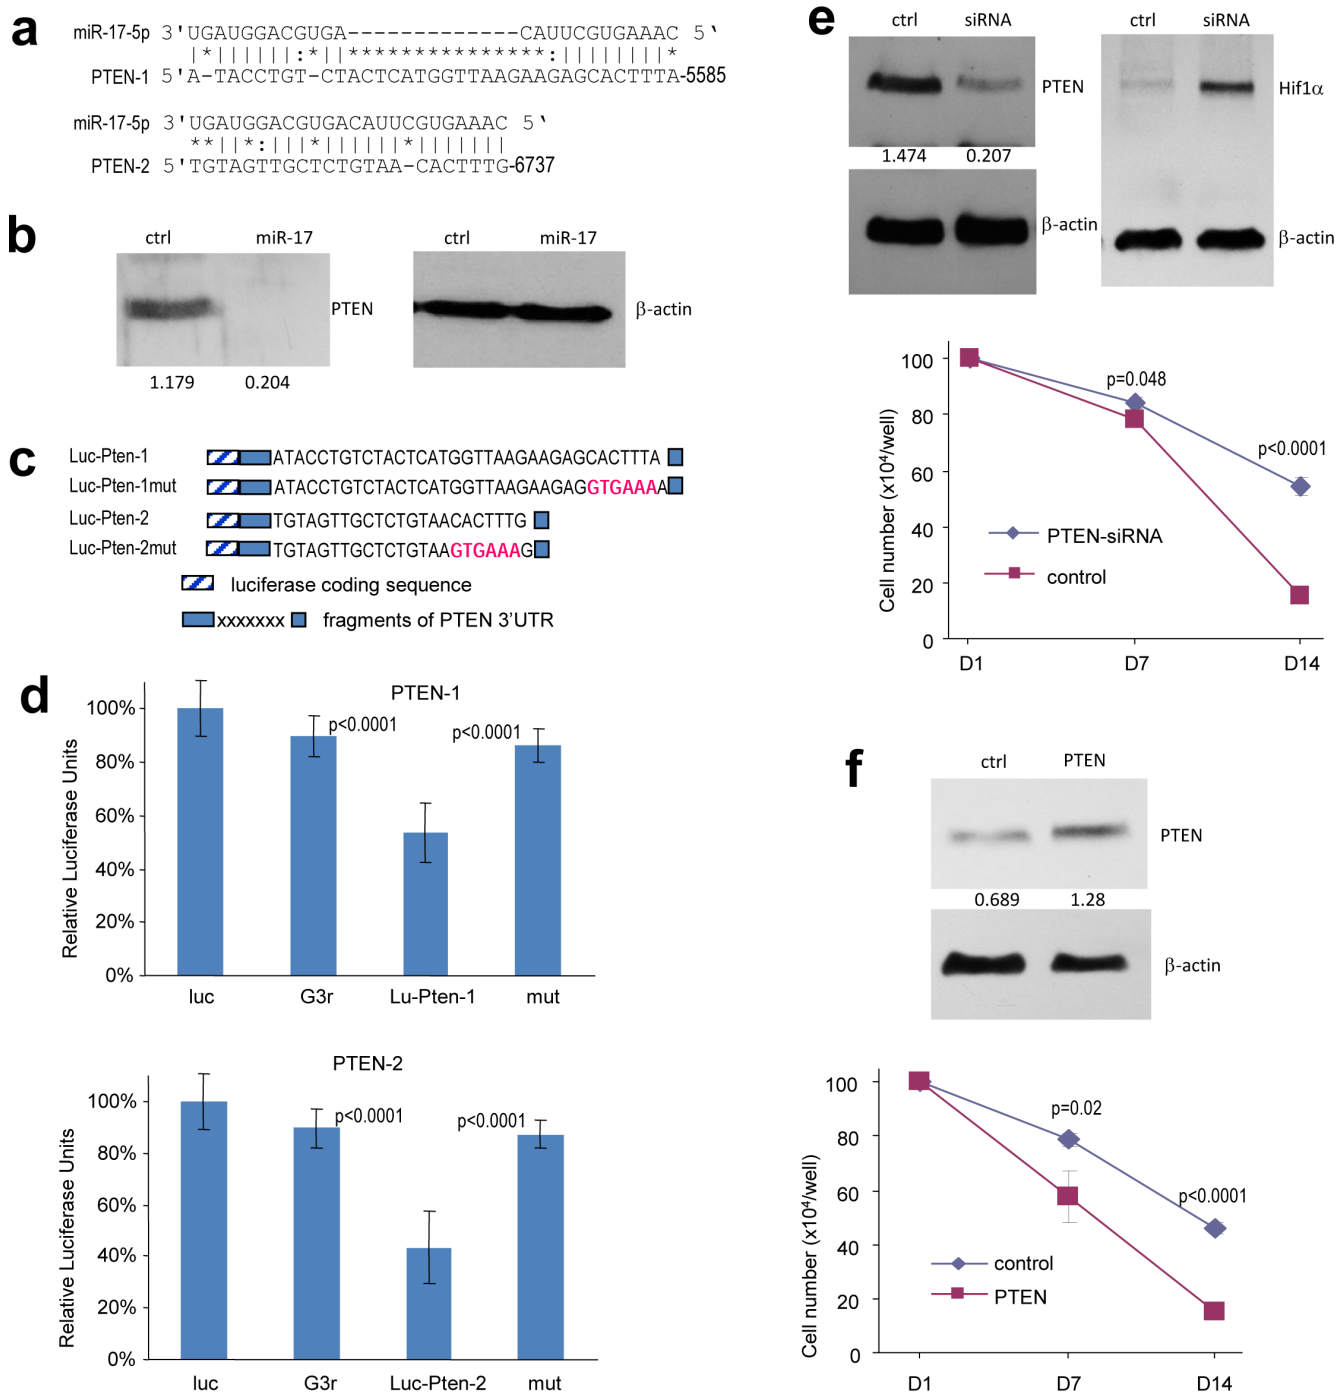 a
miR-17-5p 3'UGAUGGACGUGA-------------CAUUCGUGAAAC 5‘
|*||||:*||***************:|||||||*
PTEN-1 5'A-TACCTGT-CTACTCATGGTTAAGAAGAGCACTTTA-5585
miR-17-5p 3'UGAUGGACGUGACAUUCGUGAAAC 5‘
**||*:||||||||||*|||||||
PTEN-2 5'TGTAGTTGCTCTGTAA-CACTTTG-6737
b
ctrl miR-17
PTEN
1.179 0.204
ctrl miR-17
β-actin
c
Luc-Pten-1 ATACCTGTCTACTCATGGTTAAGAAGAGCACTTTA
Luc-Pten-1mut ATACCTGTCTACTCATGGTTAAGAAGAGGTGAAAA
Luc-Pten-2 TGTAGTTGCTCTGTAACACTTTG
Luc-Pten-2mut TGTAGTTGCTCTGTAAGTGAAAG
luciferase coding sequence
xxxxxxx fragments of PTEN 3’UTR
d
PTEN-1
Relative Luciferase Units
100%
80%
60%
40%
20%
0%
p<0.0001
p<0.0001
luc G3r Lu-Pten-1 mut
PTEN-2
Relative Luciferase Units
100%
80%
60%
40%
20%
0%
p<0.0001
p<0.0001
luc G3r Luc-Pten-2 mut
e
ctrl siRNA
PTEN
1.474 0.207
β-actin
ctrl siRNA
Hif1α
β-actin
Cell number (x10⁴/well)
100
80
60
40
20
0
p=0.048
p<0.0001
PTEN-siRNA
control
D1 D7 D14
f
ctrl PTEN
PTEN
0.689 1.28
β-actin
Cell number (x10⁴/well)
100
80
60
40
20
0
p=0.02
p<0.0001
control
PTEN
D1 D7 D14